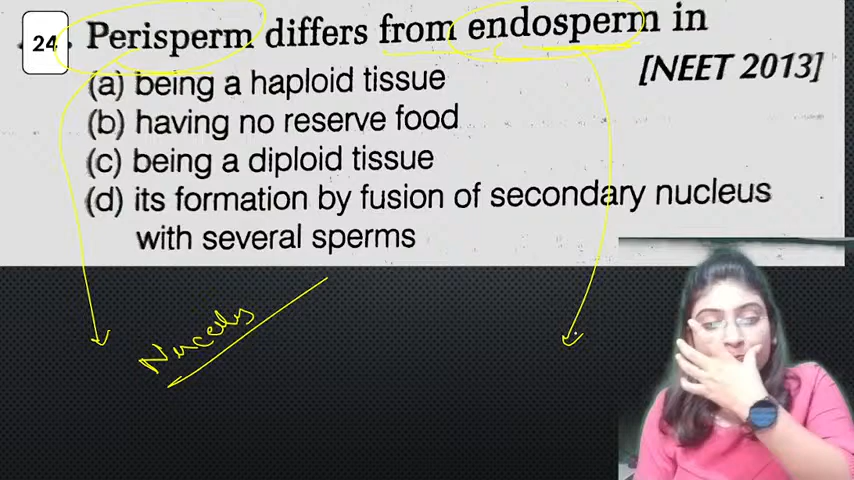 24. Perisperm differs from endosperm in
[NEET 2013]
(a) being a haploid tissue
(b) having no reserve food
(c) being a diploid tissue
(d) its formation by fusion of secondary nucleus
with several sperms